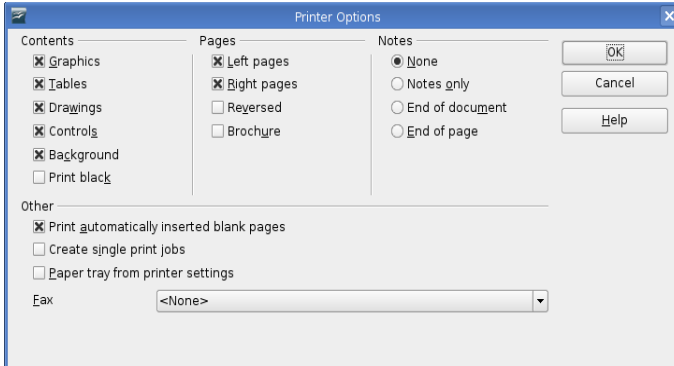 Printer Options
Contents
Graphics
Tables
Drawings
Controls
Background
Print black
Pages
Left pages
Right pages
Reversed
Brochure
Notes
None
Notes only
End of document
End of page
OK
Cancel
Help
Other
Print automatically inserted blank pages
Create single print jobs
Paper tray from printer settings
Fax
<None>